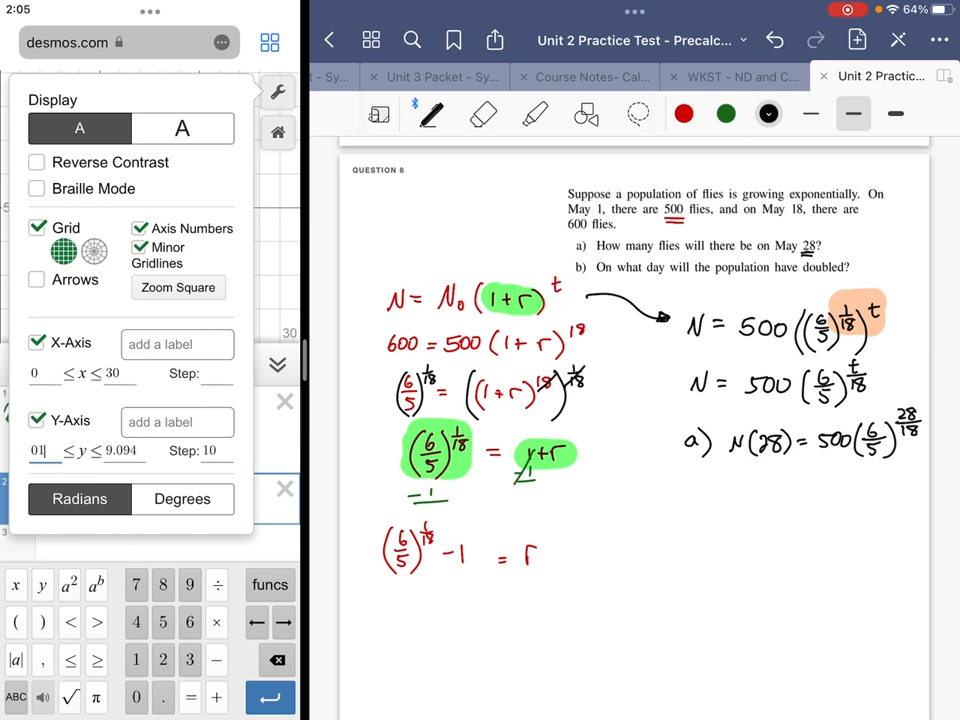 2:05
64%
desmos.com
Unit 2 Practice Test - Precalc...
t - Sy...
× Unit 3 Packet - Sy...
× Course Notes- Cal...
× WKST - ND and C...
× Unit 2 Practic...
Display
A A
Reverse Contrast
Braille Mode
Grid
Axis Numbers
Minor Gridlines
Arrows
Zoom Square
30
X-Axis
add a label
0 ≤ x ≤ 30 Step:
Y-Axis
add a label
01 ≤ y ≤ 9.094 Step: 10
Radians Degrees
1
2
3
x y a² aᵇ 7 8 9 ÷ funcs
( ) < > 4 5 6 × ← →
|a| , ≤ ≥ 1 2 3 −
ABC √ π 0 . = +
QUESTION 8
Suppose a population of flies is growing exponentially. On
May 1, there are 500 flies, and on May 18, there are
600 flies.
a) How many flies will there be on May 28?
b) On what day will the population have doubled?
N = N₀ (1+r)^t
600 = 500 (1+r)^18
(6/5)^(1/18) = ((1+r)^18)^(1/18)
(6/5)^(1/18) = 1+r
-1 -1
(6/5)^(1/18) -1 = r
N = 500 ((6/5)^(1/18))^t
N = 500 (6/5)^(t/18)
a) N(28) = 500 (6/5)^(28/18)